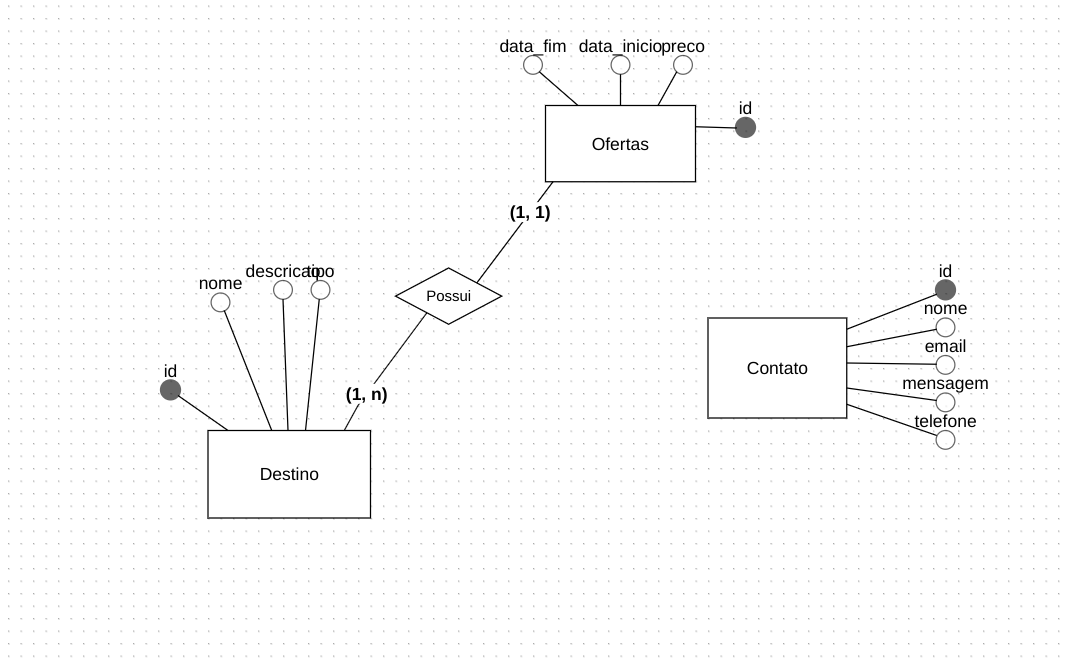 data_fim
data_inicio
preco
id
Ofertas
(1, 1)
Possui
nome
descricao
tipo
id
(1, n)
Destino
id
nome
email
mensagem
telefone
Contato